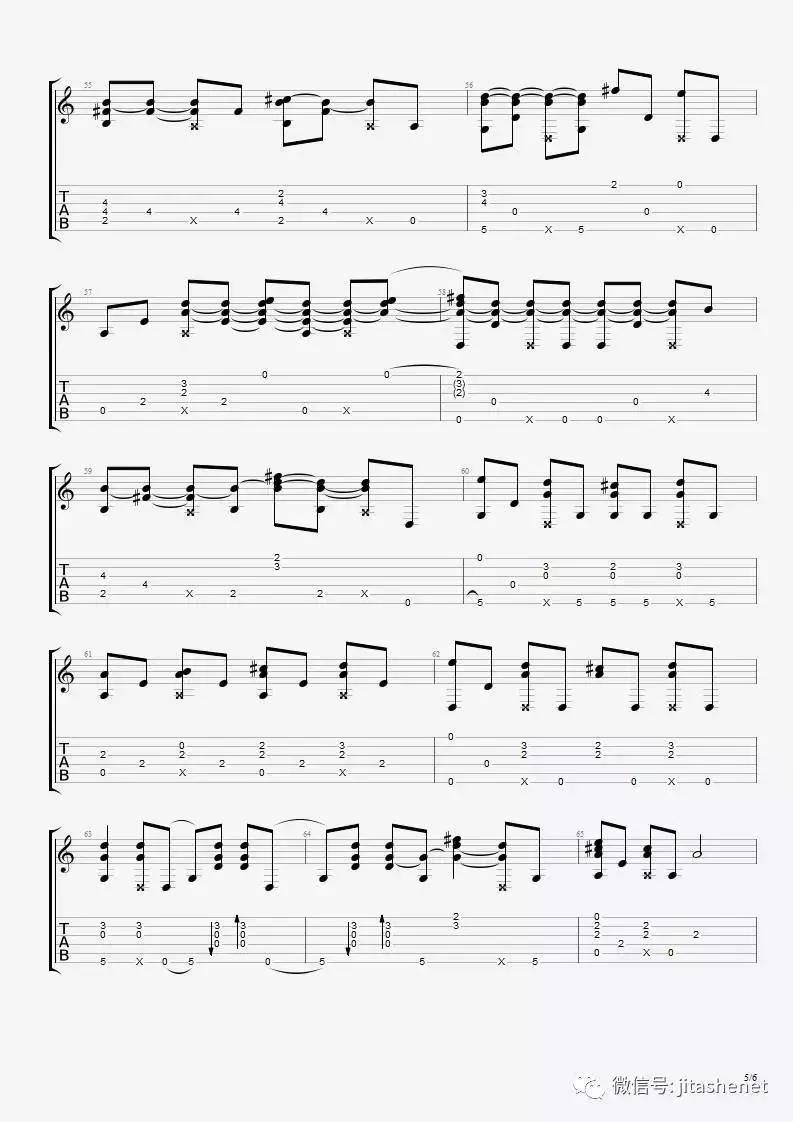 55 56
2 0
T 2 3
4 4 4
A 4 4 4 4 0 0
B 2 X 2 X 0
5 X 5 X 0
57 58
0 0 2
T 3 (3)
2 (2) 4
A 2 2 0 0
B 0 X 0 X
0 X 0 0 X
59 60
2 0
T 3 3 2 3
4 0 0 0
A 4 0
B 2 X 2 2 X
0 5 X 5 5 5 X 5
61 62
0
T 0 2 3 3 2 3
2 2 2 2 2 2 2
A 2 2 2 2 0
B 0 X 0 X
0 X 0 0 X 0
63 64 65
2 0
T 3 3 3 3 3 3 3 2 2
0 0 0 0 0 0 2 2 2
A 0 0 0 0 2
B 0 X 0
5 X 0 5 0 5 5 X 5
5/6
微信号: jitashenet